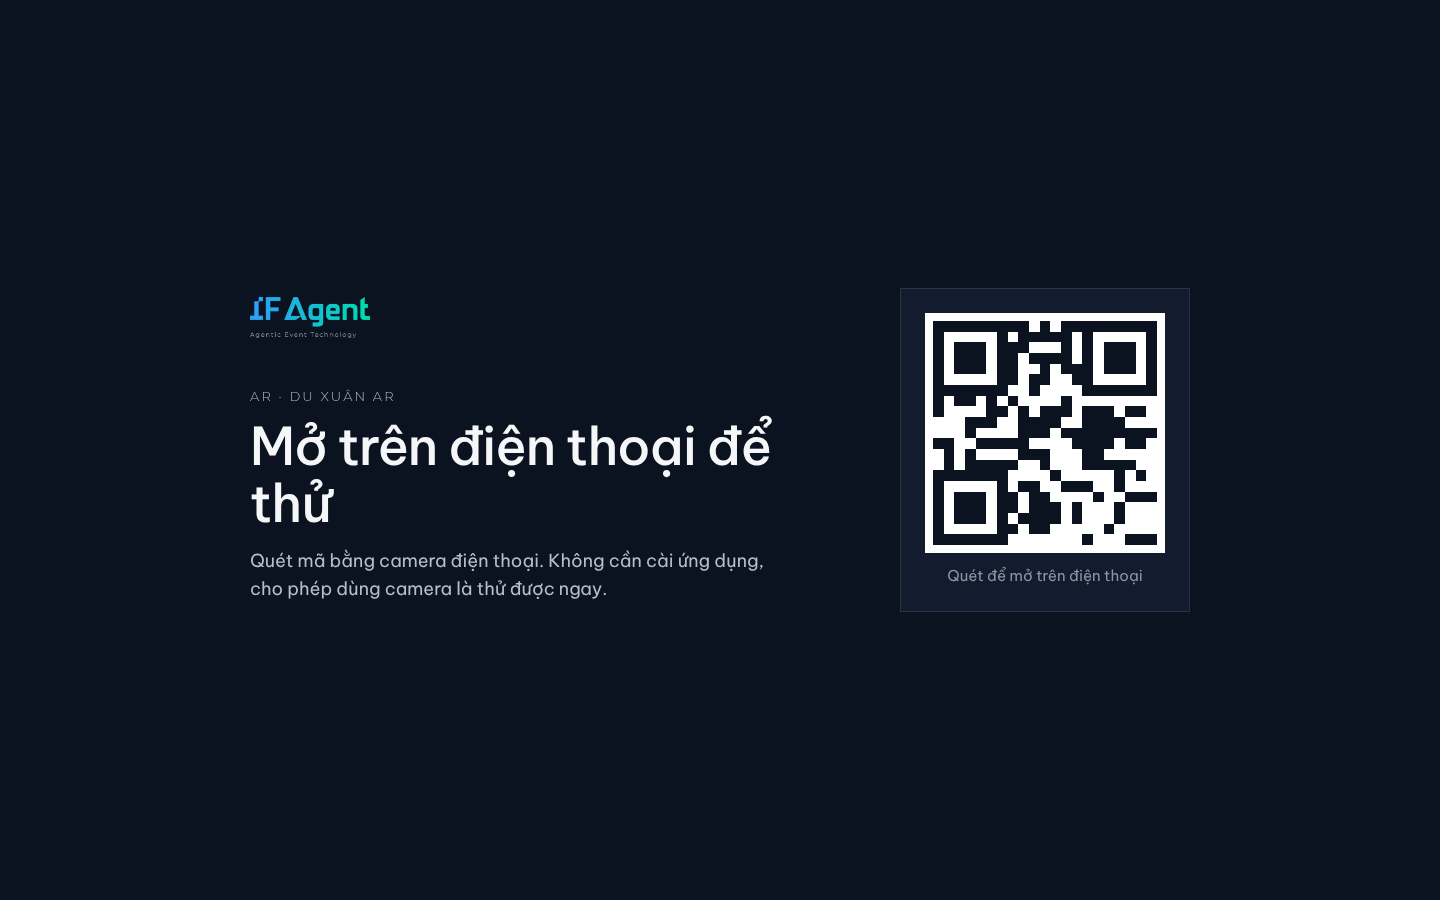 IF Agent
Agentic Event Technology
AR · DU XUÂN AR
Mở trên điện thoại để
thử
Quét mã bằng camera điện thoại. Không cần cài ứng dụng,
cho phép dùng camera là thử được ngay.
Quét để mở trên điện thoại